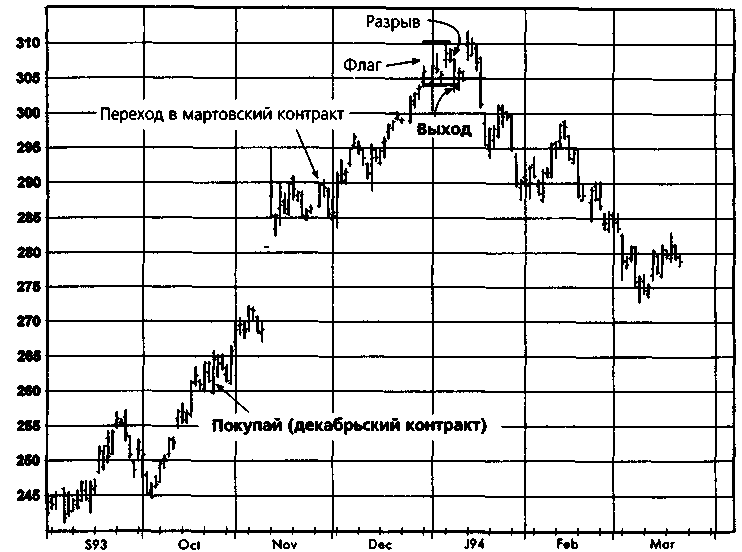 310
305
300
295
290
285
280
275
270
265
260
255
250
245
Разрыв
Флаг
Переход в мартовский контракт
Выход
Покупай (декабрьский контракт)
S93
Oct
Nov
Dec
J94
Feb
Mar